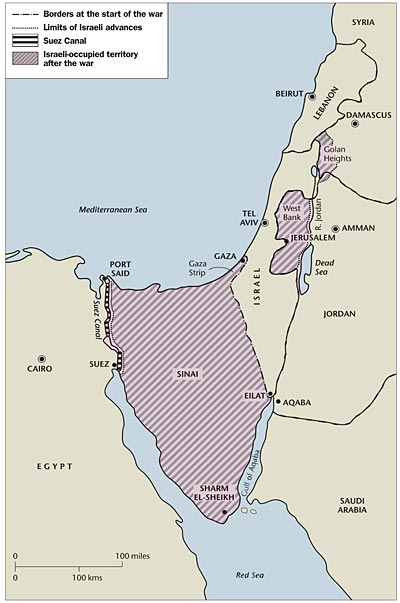 Borders at the start of the war
Limits of Israeli advances
Suez Canal
Israeli-occupied territory
after the war
SYRIA
BEIRUT
LEBANON
DAMASCUS
Golan
Heights
Mediterranean Sea
TEL
AVIV
West
Bank
R. Jordan
AMMAN
JERUSALEM
GAZA
Gaza
Strip
Dead
Sea
ISRAEL
PORT
SAID
Suez Canal
JORDAN
SUEZ
CAIRO
SINAI
EILAT
AQABA
EGYPT
Gulf of Aqaba
SHARM
EL-SHEIKH
SAUDI
ARABIA
0
100 miles
0
100 kms
Red Sea